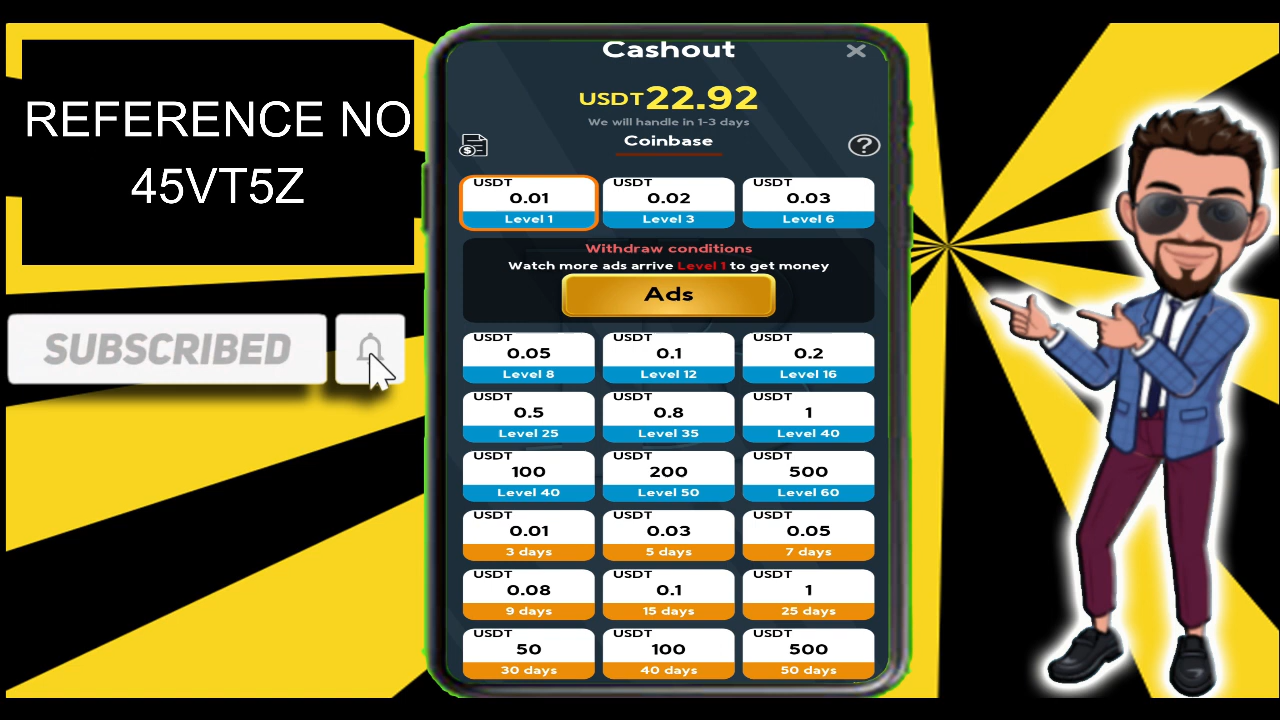 REFERENCE NO
45VT5Z
SUBSCRIBED
Cashout
USDT22.92
We will handle in 1-3 days
Coinbase
USDT USDT USDT
0.01 0.02 0.03
Level 1 Level 3 Level 6
Withdraw conditions
Watch more ads arrive Level 1 to get money
Ads
USDT USDT USDT
0.05 0.1 0.2
Level 8 Level 12 Level 16
USDT USDT USDT
0.5 0.8 1
Level 25 Level 35 Level 40
USDT USDT USDT
100 200 500
Level 40 Level 50 Level 60
USDT USDT USDT
0.01 0.03 0.05
3 days 5 days 7 days
USDT USDT USDT
0.08 0.1 1
9 days 15 days 25 days
USDT USDT USDT
50 100 500
30 days 40 days 50 days